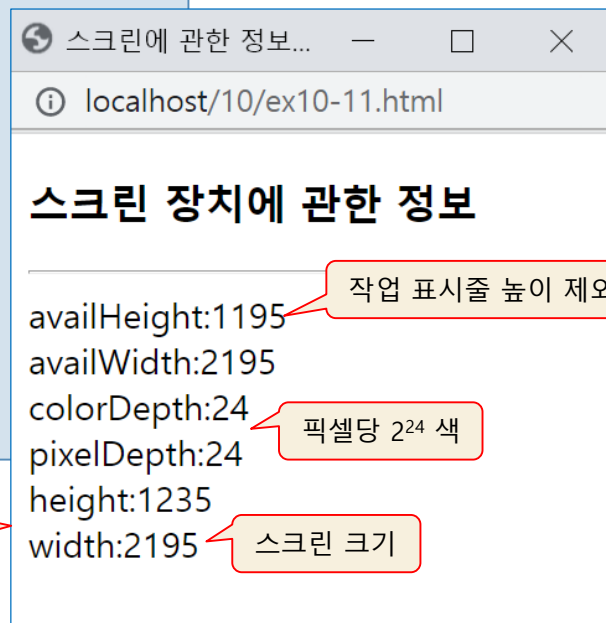 스크린에 관한 정보...
localhost/10/ex10-11.html
스크린 장치에 관한 정보
작업 표시줄 높이 제외
availHeight:1195
availWidth:2195
colorDepth:24
픽셀당 2²⁴ 색
pixelDepth:24
height:1235
width:2195
스크린 크기